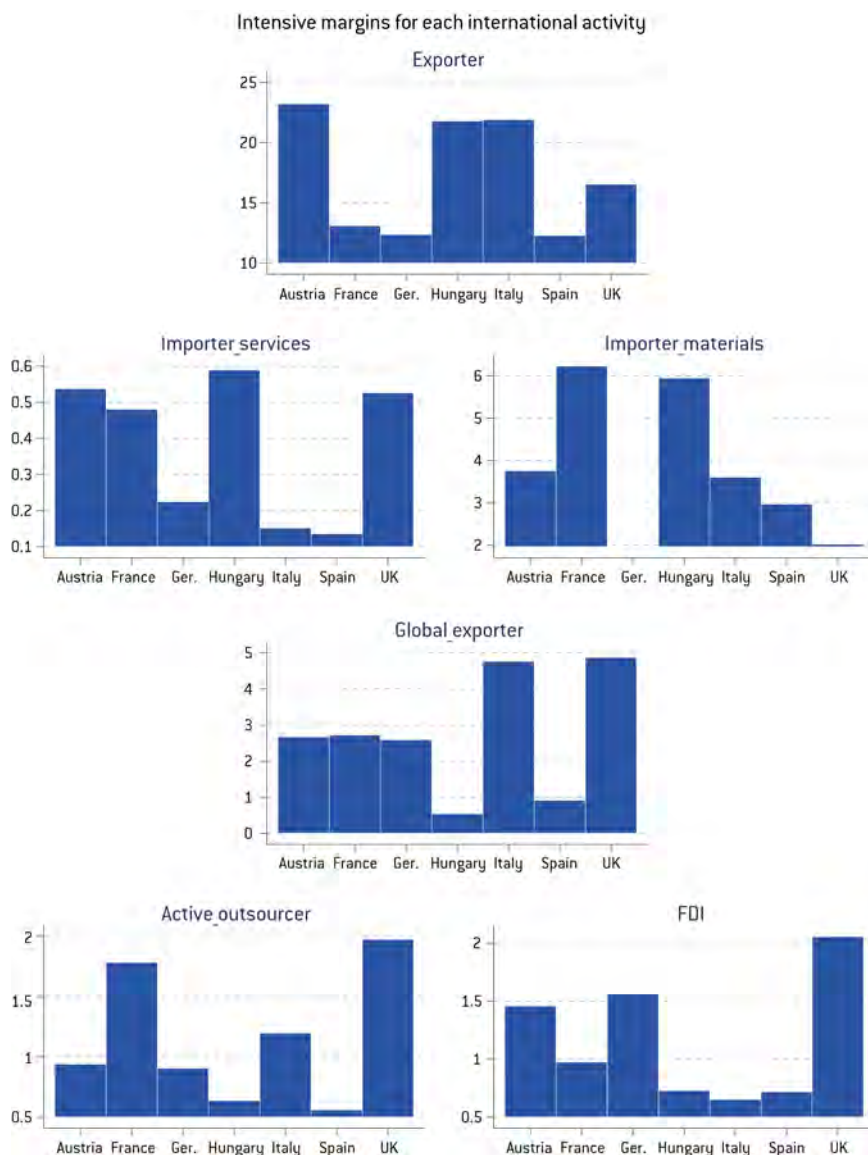 Intensive margins for each international activity
Exporter
25
20
15
10
Austria France Ger. Hungary Italy Spain UK
Importer_services
0.6
0.5
0.4
0.3
0.2
0.1
Austria France Ger. Hungary Italy Spain UK
Importer_materials
6
5
4
3
2
Austria France Ger. Hungary Italy Spain UK
Global_exporter
5
4
3
2
1
0
Austria France Ger. Hungary Italy Spain UK
Active_outsourcer
2
1.5
1
0.5
Austria France Ger. Hungary Italy Spain UK
FDI
2
1.5
1
0.5
Austria France Ger. Hungary Italy Spain UK